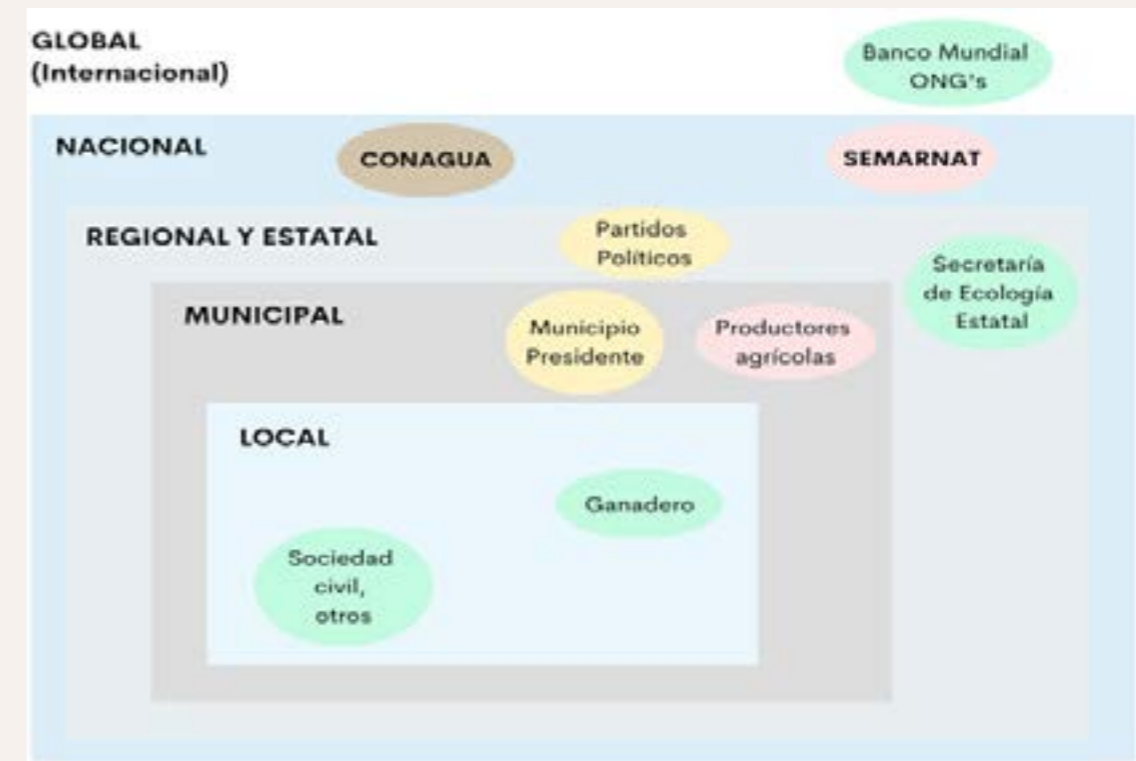 GLOBAL
(Internacional)
Banco Mundial
ONG's
NACIONAL
CONAGUA
SEMARNAT
REGIONAL Y ESTATAL
Partidos
Políticos
Secretaría
de Ecología
Estatal
MUNICIPAL
Municipio
Presidente
Productores
agrícolas
LOCAL
Ganadero
Sociedad
civil,
otros